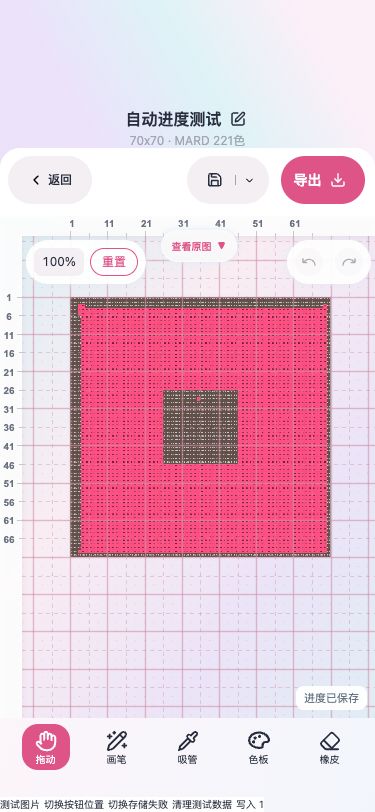 自动进度测试
70x70 · MARD 221色
返回
导出
1 11 21 31 41 51 61
查看原图 ▼
100% 重置
1
6
11
16
21
26
31
36
41
46
51
56
61
66
进度已保存
拖动 画笔 吸管 色板 橡皮
测试图片 切换按钮位置 切换存储失败 清理测试数据 写入 1